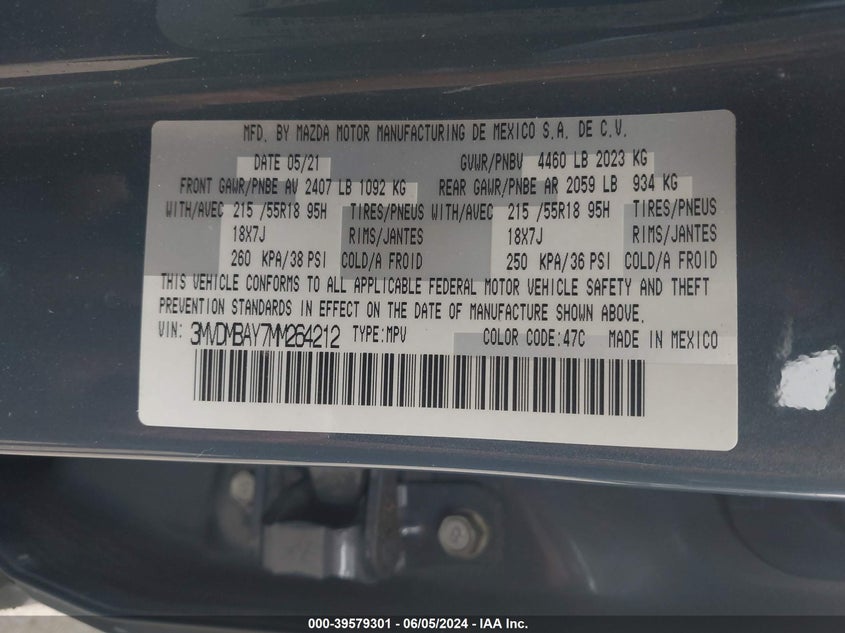 MFD. BY MAZDA MOTOR MANUFACTURING DE MEXICO S.A. DE C.V.
DATE 05/21 GVWR/PNBV 4460 LB 2023 KG
FRONT GAWR/PNBE AV 2407 LB 1092 KG REAR GAWR/PNBE AR 2059 LB 934 KG
WITH/AVEC 215 /55R18 95H TIRES/PNEUS WITH/AVEC 215 /55R18 95H TIRES/PNEUS
18X7J RIMS/JANTES 18X7J RIMS/JANTES
260 KPA/38 PSI COLD/A FROID 250 KPA/36 PSI COLD/A FROID
THIS VEHICLE CONFORMS TO ALL APPLICABLE FEDERAL MOTOR VEHICLE SAFETY AND THEFT
PREVENTION STANDARDS IN EFFECT ON THE DATE OF MANUFACTURE SHOWN ABOVE.
VIN: 3MVDMBAY7MM264212 TYPE:MPV COLOR CODE:47C MADE IN MEXICO
000-39579301 - 06/05/2024 - IAA Inc.